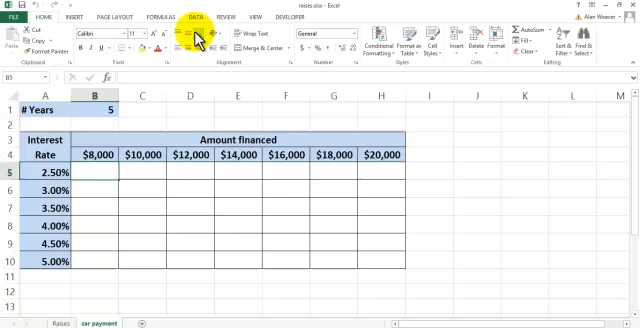 raises.xlsx - Excel
FILE HOME INSERT PAGE LAYOUT FORMULAS DATA REVIEW VIEW DEVELOPER Alan Weaver
Paste Cut Copy Format Painter Clipboard
Calibri 11 B I U Font
Wrap Text Merge & Center Alignment
General $ % Number
Conditional Formatting Format as Table Cell Styles Styles
Insert Delete Format Cells
AutoSum Fill Clear Sort & Filter Find & Select Editing
B5 fx
A B C D E F G H I J K L M
1 # Years 5
2
3 Interest Amount financed
4 Rate $8,000 $10,000 $12,000 $14,000 $16,000 $18,000 $20,000
5 2.50%
6 3.00%
7 3.50%
8 4.00%
9 4.50%
10 5.00%
11
12
13
Raises car payment